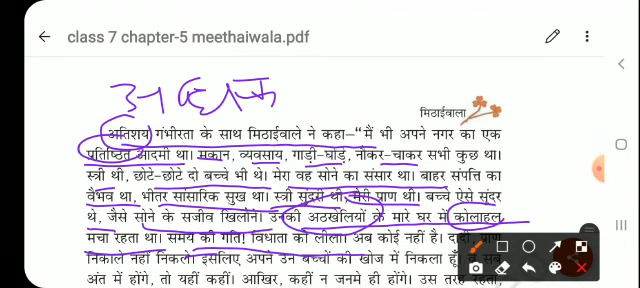 class 7 chapter-5 meethaiwala.pdf
मिठाईवाला
अतिशय गंभीरता के साथ मिठाईवाले ने कहा–“मैं भी अपने नगर का एक
प्रतिष्ठित आदमी था। मकान, व्यवसाय, गाड़ी-घोड़े, नौकर-चाकर सभी कुछ था।
स्त्री थी, छोटे-छोटे दो बच्चे भी थे। मेरा वह सोने का संसार था। बाहर संपत्ति का
वैभव था, भीतर सांसारिक सुख था। स्त्री सुंदरी थी, मेरी प्राण थी। बच्चे ऐसे सुंदर
थे, जैसे सोने के सजीव खिलौने। उनकी अठखेलियों के मारे घर में कोलाहल
मचा रहता था। समय की गति! विधाता की लीला। अब कोई नहीं है। दादी, प्राण
निकाले नहीं निकले। इसलिए अपने उन बच्चों की खोज में निकला हूँ। वे सब
अंत में होंगे, तो यहीं कहीं। आखिर, कहीं न जनमे ही होंगे। उस तरह रहता,